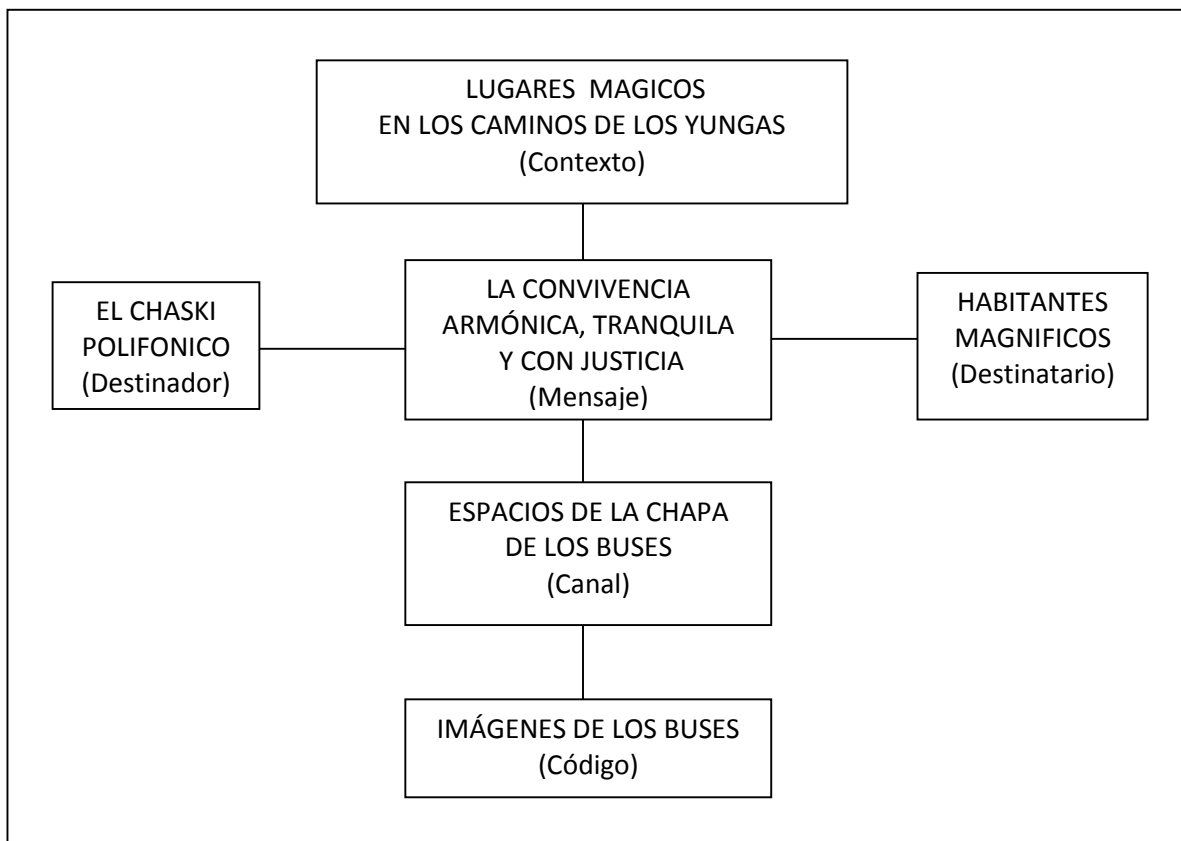 LUGARES MAGICOS
EN LOS CAMINOS DE LOS YUNGAS
(Contexto)
EL CHASKI
POLIFONICO
(Destinador)
LA CONVIVENCIA
ARMÓNICA, TRANQUILA
Y CON JUSTICIA
(Mensaje)
HABITANTES
MAGNIFICOS
(Destinatario)
ESPACIOS DE LA CHAPA
DE LOS BUSES
(Canal)
IMÁGENES DE LOS BUSES
(Código)